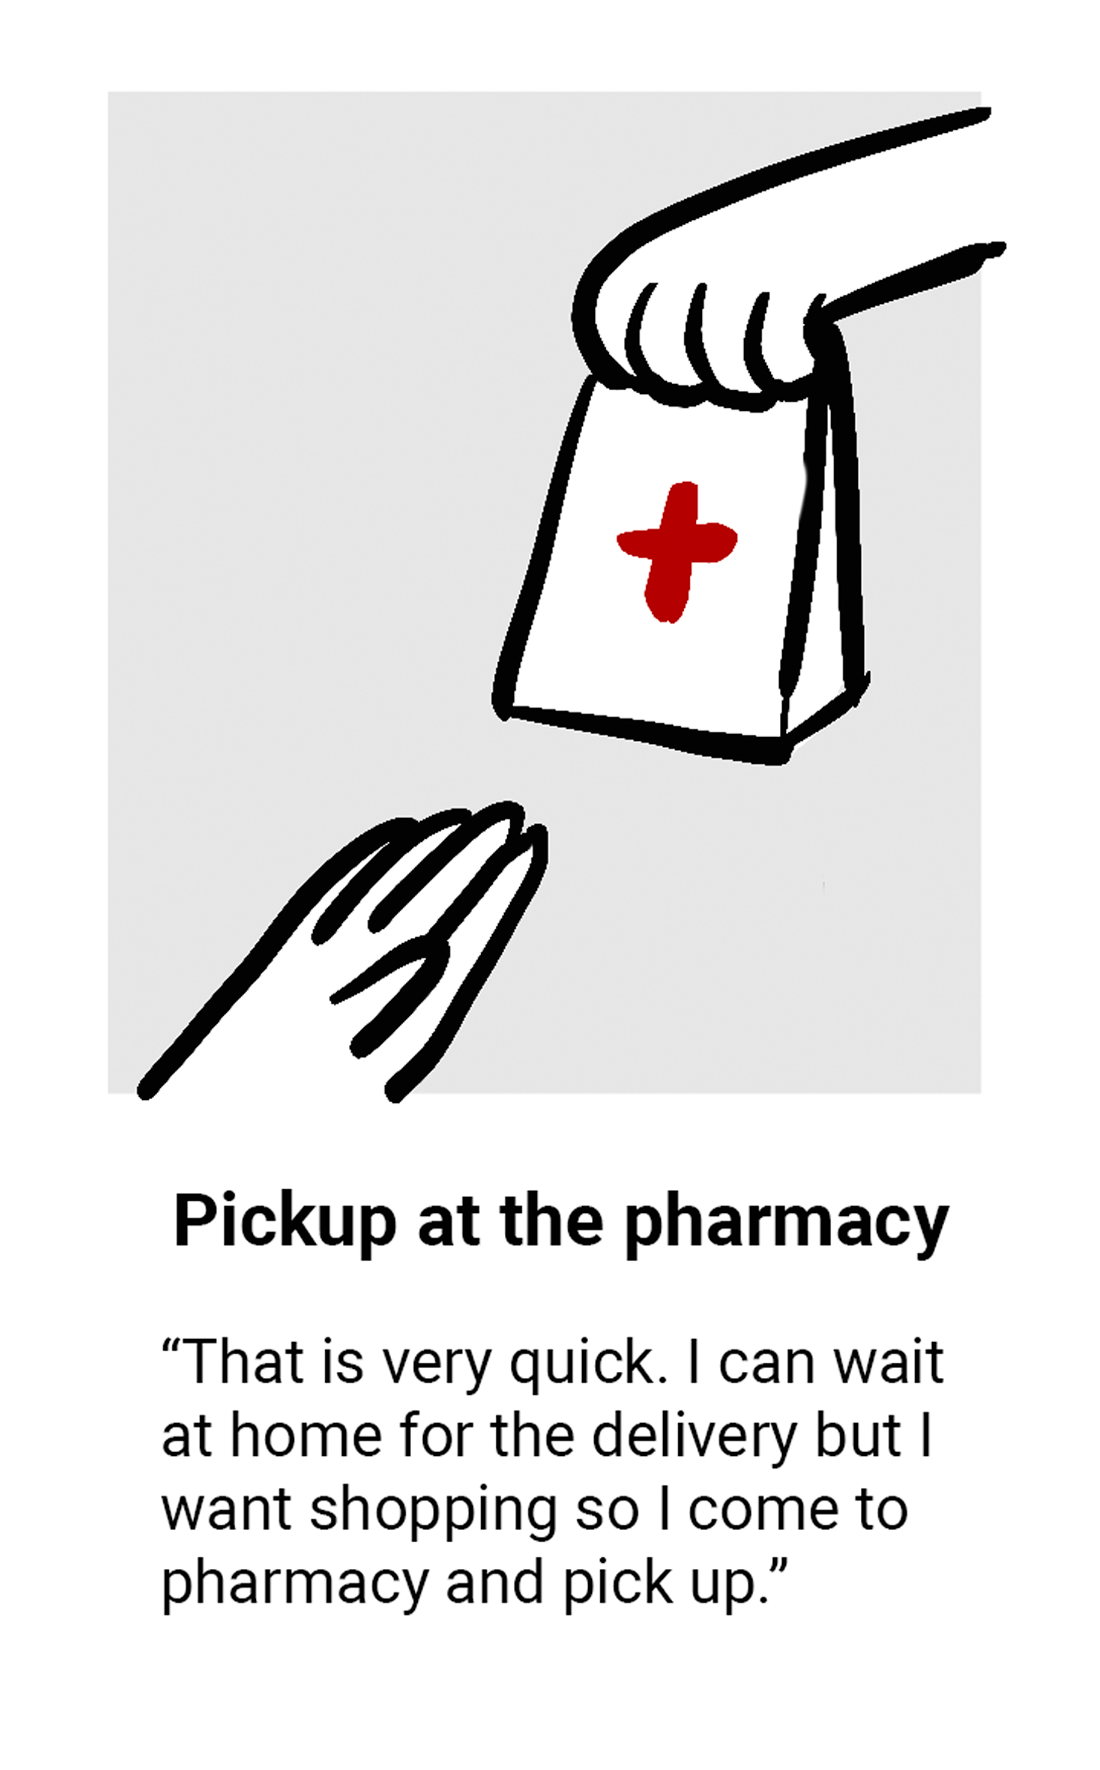 Pickup at the pharmacy
“That is very quick. I can wait
at home for the delivery but I
want shopping so I come to
pharmacy and pick up.”